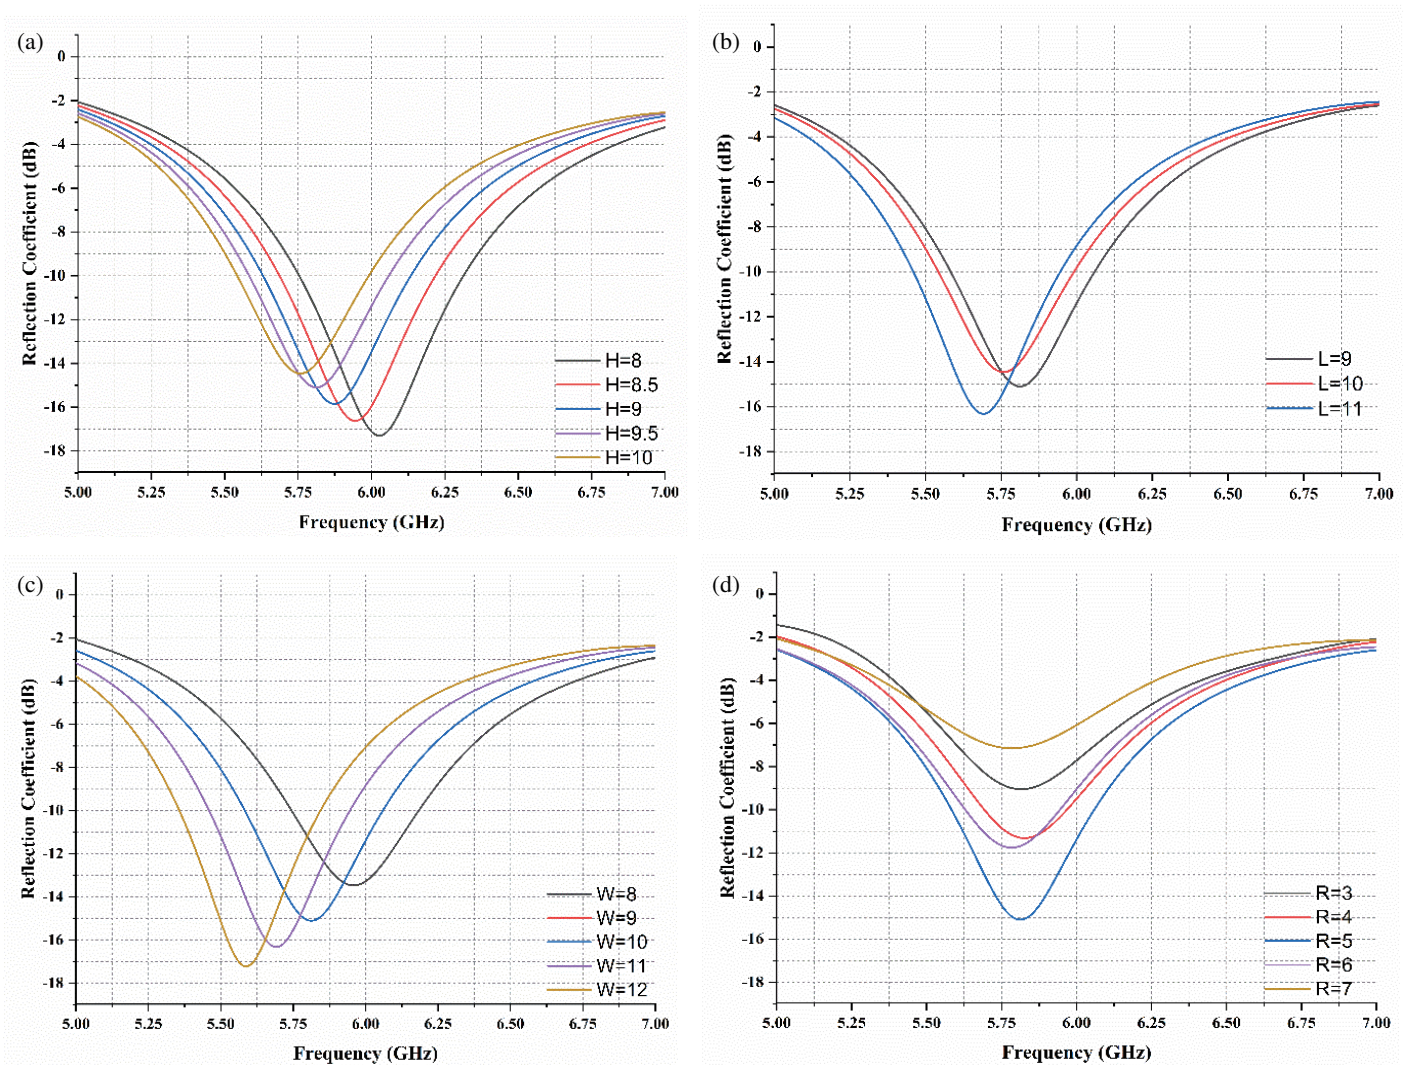 (a)
0
-2
-4
-6
-8
-10
-12
-14
-16
-18
Reflection Coefficient (dB)
H=8
H=8.5
H=9
H=9.5
H=10
5.00 5.25 5.50 5.75 6.00 6.25 6.50 6.75 7.00
Frequency (GHz)
(b)
0
-2
-4
-6
-8
-10
-12
-14
-16
-18
Reflection Coefficient (dB)
L=9
L=10
L=11
5.00 5.25 5.50 5.75 6.00 6.25 6.50 6.75 7.00
Frequency (GHz)
(c)
0
-2
-4
-6
-8
-10
-12
-14
-16
-18
Reflection Coefficient (dB)
W=8
W=9
W=10
W=11
W=12
5.00 5.25 5.50 5.75 6.00 6.25 6.50 6.75 7.00
Frequency (GHz)
(d)
0
-2
-4
-6
-8
-10
-12
-14
-16
-18
Reflection Coefficient (dB)
R=3
R=4
R=5
R=6
R=7
5.00 5.25 5.50 5.75 6.00 6.25 6.50 6.75 7.00
Frequency (GHz)